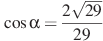 cos α = 2√29 / 29